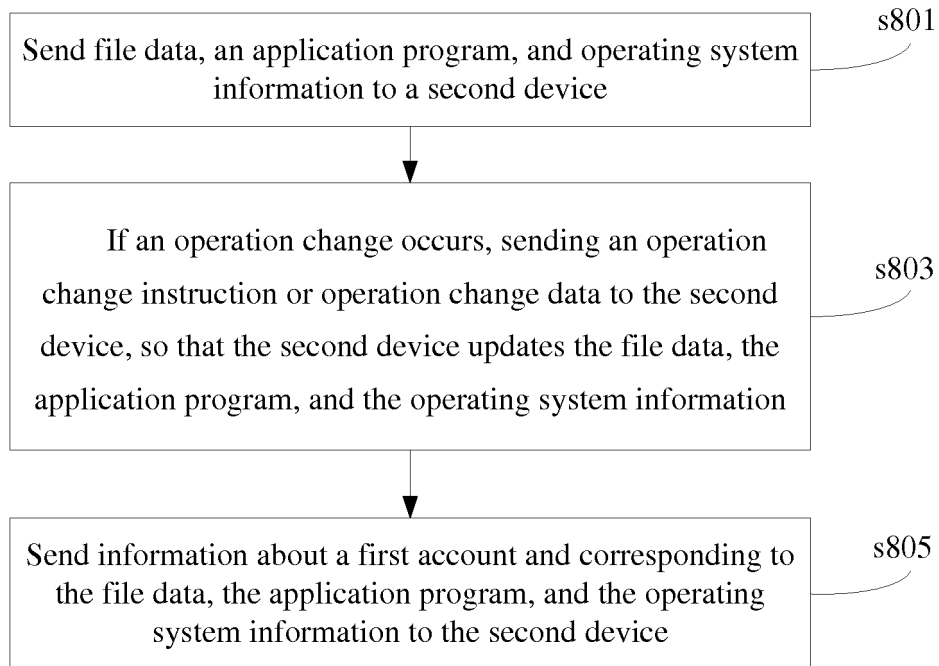 s801
Send file data, an application program, and operating system
information to a second device
If an operation change occurs, sending an operation
s803
change instruction or operation change data to the second
device, so that the second device updates the file data, the
application program, and the operating system information
s805
Send information about a first account and corresponding to
the file data, the application program, and the operating
system information to the second device